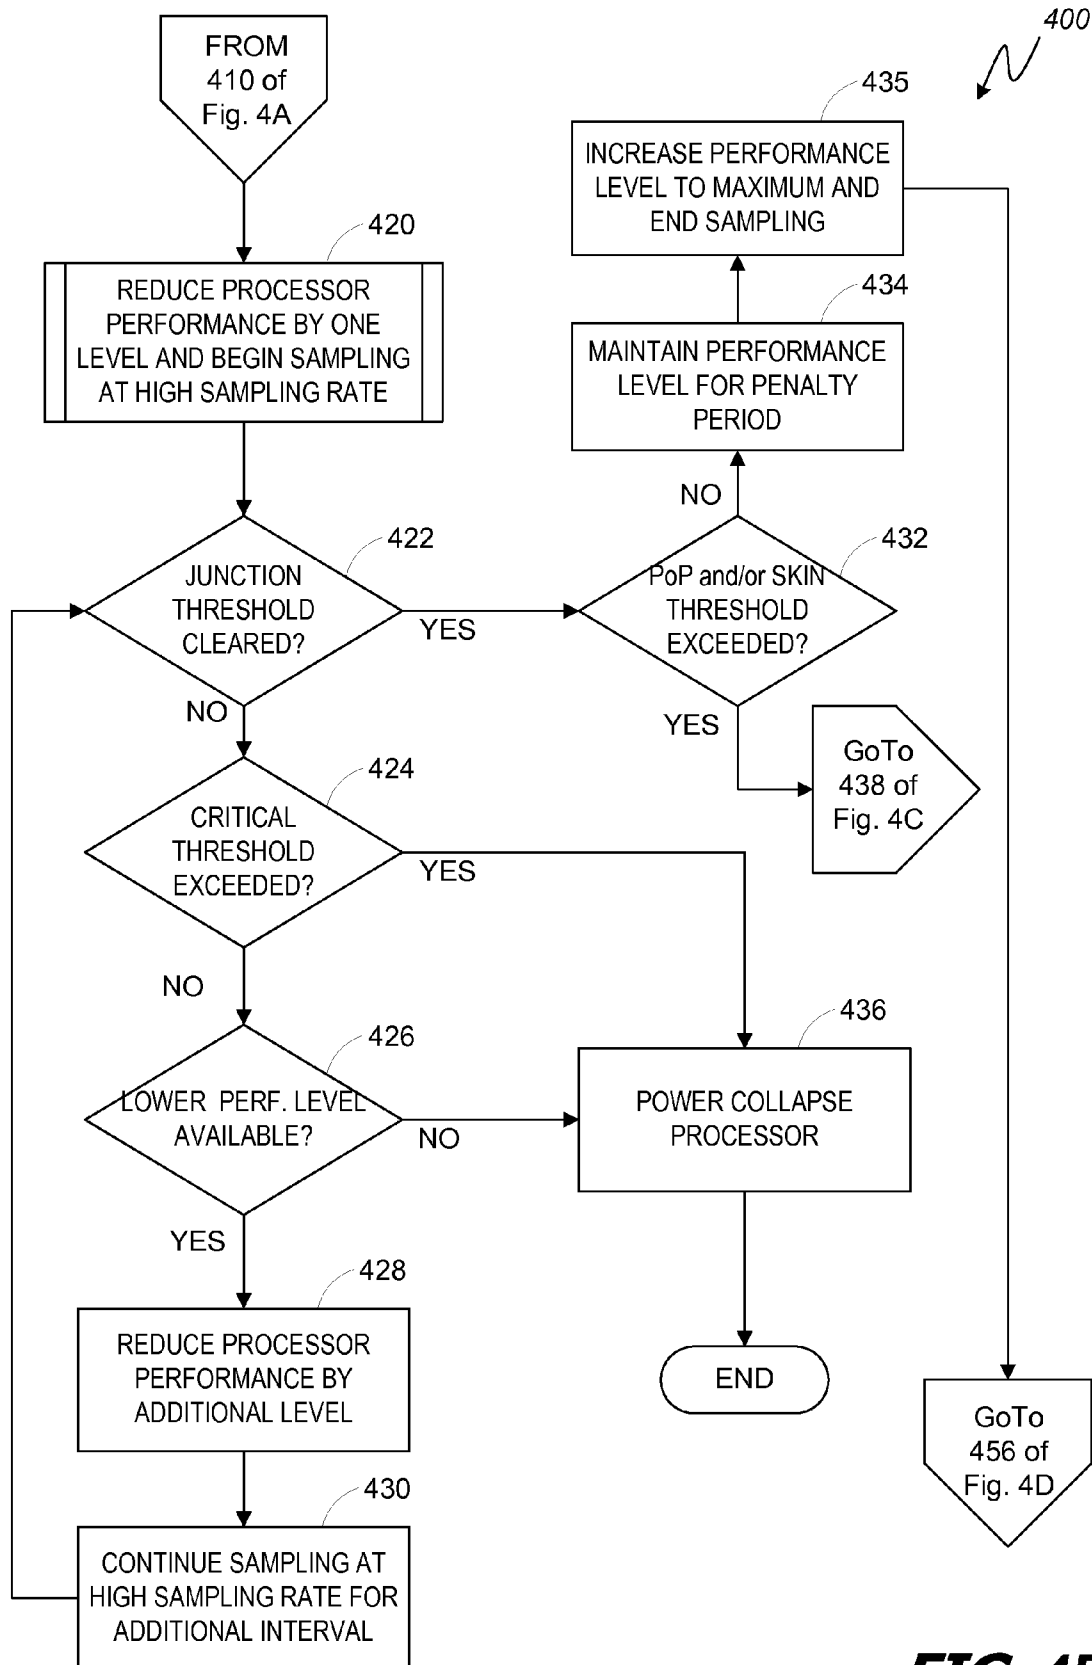 400
FROM
410 of
Fig. 4A
420
REDUCE PROCESSOR
PERFORMANCE BY ONE
LEVEL AND BEGIN SAMPLING
AT HIGH SAMPLING RATE
435
INCREASE PERFORMANCE
LEVEL TO MAXIMUM AND
END SAMPLING
434
MAINTAIN PERFORMANCE
LEVEL FOR PENALTY
PERIOD
NO
422
JUNCTION
THRESHOLD
CLEARED?
YES
NO
432
PoP and/or SKIN
THRESHOLD
EXCEEDED?
YES
GoTo
438 of
Fig. 4C
424
CRITICAL
THRESHOLD
EXCEEDED?
YES
NO
426
LOWER PERF. LEVEL
AVAILABLE?
NO
YES
436
POWER COLLAPSE
PROCESSOR
428
REDUCE PROCESSOR
PERFORMANCE BY
ADDITIONAL LEVEL
END
GoTo
456 of
Fig. 4D
430
CONTINUE SAMPLING AT
HIGH SAMPLING RATE FOR
ADDITIONAL INTERVAL